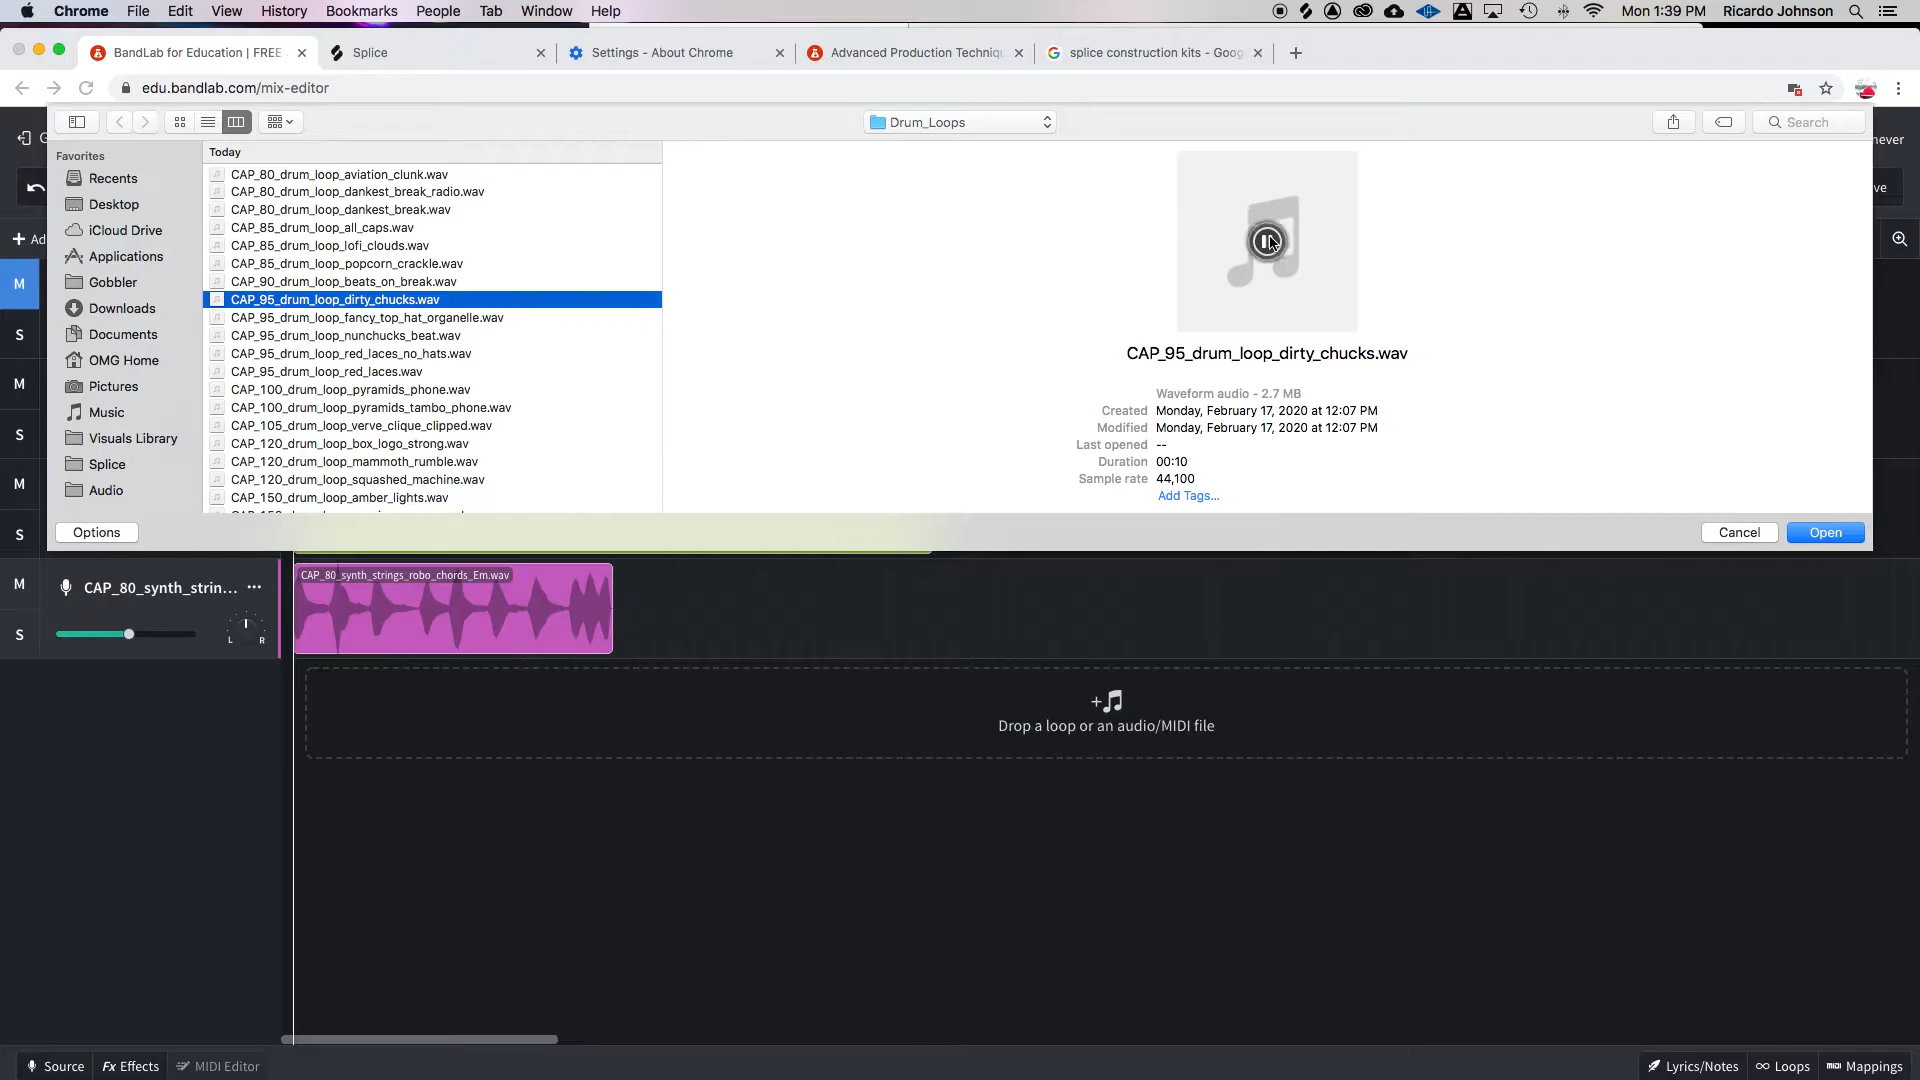 Chrome File Edit View History Bookmarks People Tab Window Help Mon 1:39 PM Ricardo Johnson
BandLab for Education | FREE Splice Settings - About Chrome Advanced Production Techniqu splice construction kits - Goog
edu.bandlab.com/mix-editor
Drum_Loops Search
Favorites
Recents
Desktop
iCloud Drive
Applications
Gobbler
Downloads
Documents
OMG Home
Pictures
Music
Visuals Library
Splice
Audio
Today
CAP_80_drum_loop_aviation_clunk.wav
CAP_80_drum_loop_dankest_break_radio.wav
CAP_80_drum_loop_dankest_break.wav
CAP_85_drum_loop_all_caps.wav
CAP_85_drum_loop_lofi_clouds.wav
CAP_85_drum_loop_popcorn_crackle.wav
CAP_90_drum_loop_beats_on_break.wav
CAP_95_drum_loop_dirty_chucks.wav
CAP_95_drum_loop_fancy_top_hat_organelle.wav
CAP_95_drum_loop_nunchucks_beat.wav
CAP_95_drum_loop_red_laces_no_hats.wav
CAP_95_drum_loop_red_laces.wav
CAP_100_drum_loop_pyramids_phone.wav
CAP_100_drum_loop_pyramids_tambo_phone.wav
CAP_105_drum_loop_verve_clique_clipped.wav
CAP_120_drum_loop_box_logo_strong.wav
CAP_120_drum_loop_mammoth_rumble.wav
CAP_120_drum_loop_squashed_machine.wav
CAP_150_drum_loop_amber_lights.wav
CAP_95_drum_loop_dirty_chucks.wav
Waveform audio - 2.7 MB
Created Monday, February 17, 2020 at 12:07 PM
Modified Monday, February 17, 2020 at 12:07 PM
Last opened --
Duration 00:10
Sample rate 44,100
Add Tags...
Options Cancel Open
never
ve
Ad
M
S
M
S
M
S
M
S
CAP_80_synth_strin... ...
L R
CAP_80_synth_strings_robo_chords_Em.wav
Drop a loop or an audio/MIDI file
Source Fx Effects MIDI Editor Lyrics/Notes Loops MIDI Mappings